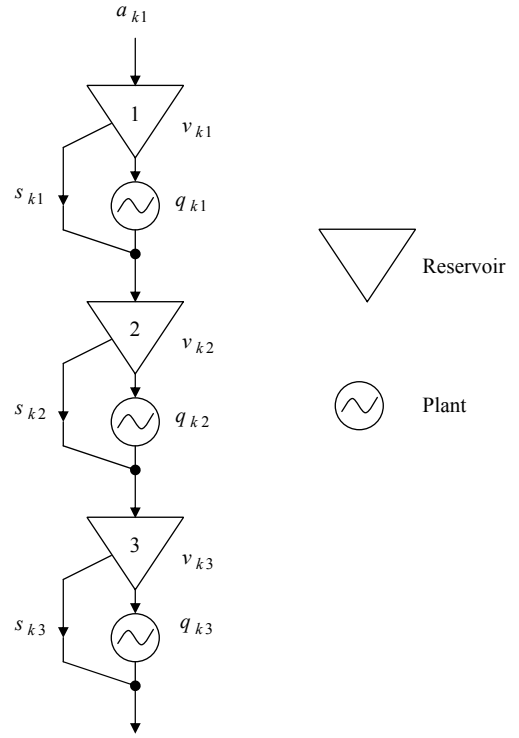 a k1
1
v k1
s k1
q k1
Reservoir
2
v k2
s k2
q k2
Plant
3
v k3
s k3
q k3